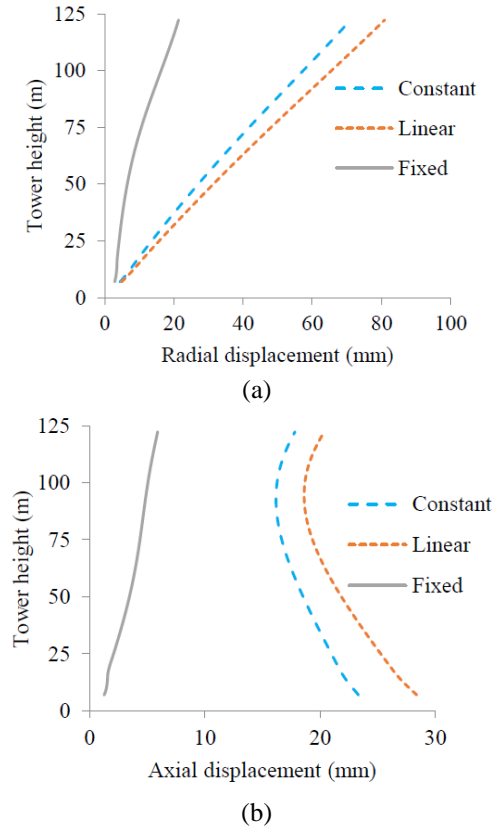 125
100
75
50
25
0
Tower height (m)
Constant
Linear
Fixed
0 20 40 60 80 100
Radial displacement (mm)
(a)
125
100
75
50
25
0
Tower height (m)
Constant
Linear
Fixed
0 10 20 30
Axial displacement (mm)
(b)